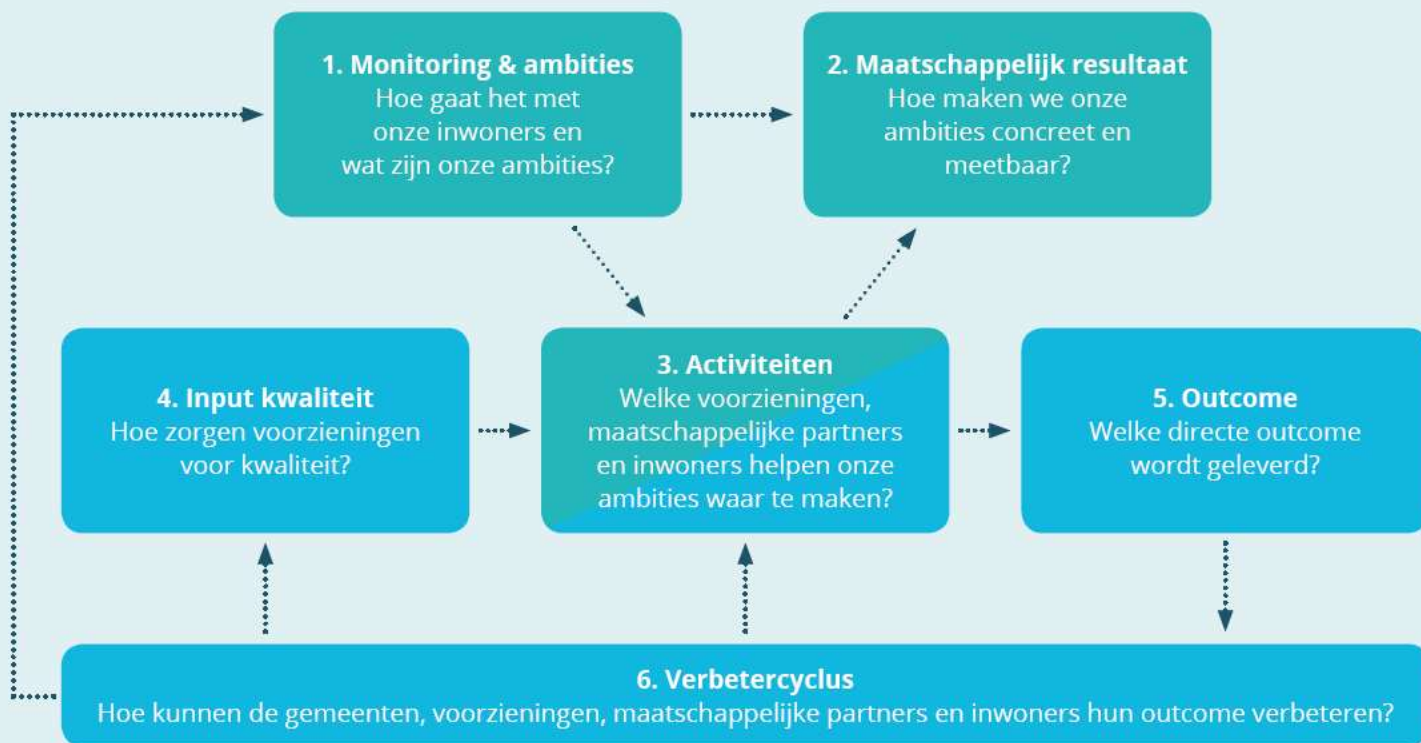 1. Monitoring & ambities
Hoe gaat het met
onze inwoners en
wat zijn onze ambities?
2. Maatschappelijk resultaat
Hoe maken we onze
ambities concreet en
meetbaar?
4. Input kwaliteit
Hoe zorgen voorzieningen
voor kwaliteit?
3. Activiteiten
Welke voorzieningen,
maatschappelijke partners
en inwoners helpen onze
ambities waar te maken?
5. Outcome
Welke directe outcome
wordt geleverd?
6. Verbetercyclus
Hoe kunnen de gemeenten, voorzieningen, maatschappelijke partners en inwoners hun outcome verbeteren?